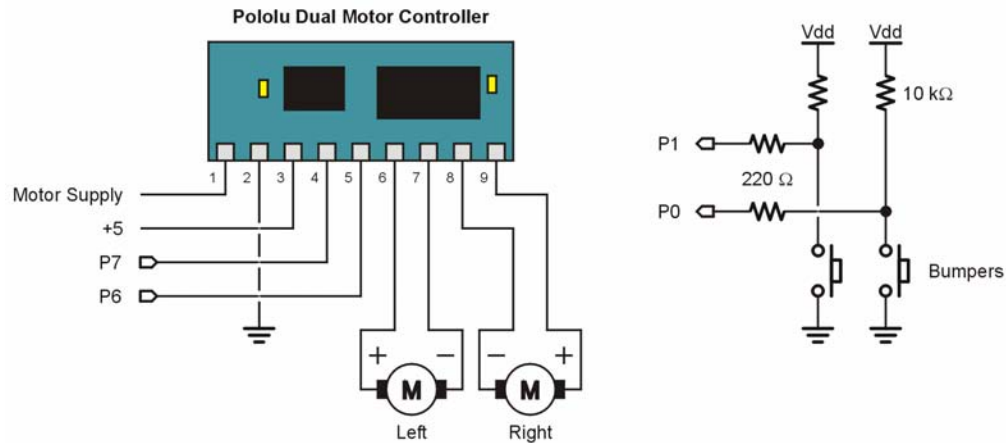 Pololu Dual Motor Controller
1 2 3 4 5 6 7 8 9
Motor Supply
+5
P7
P6
+ − − +
M M
Left Right
Vdd Vdd
10 kΩ
P1
220 Ω
P0
Bumpers